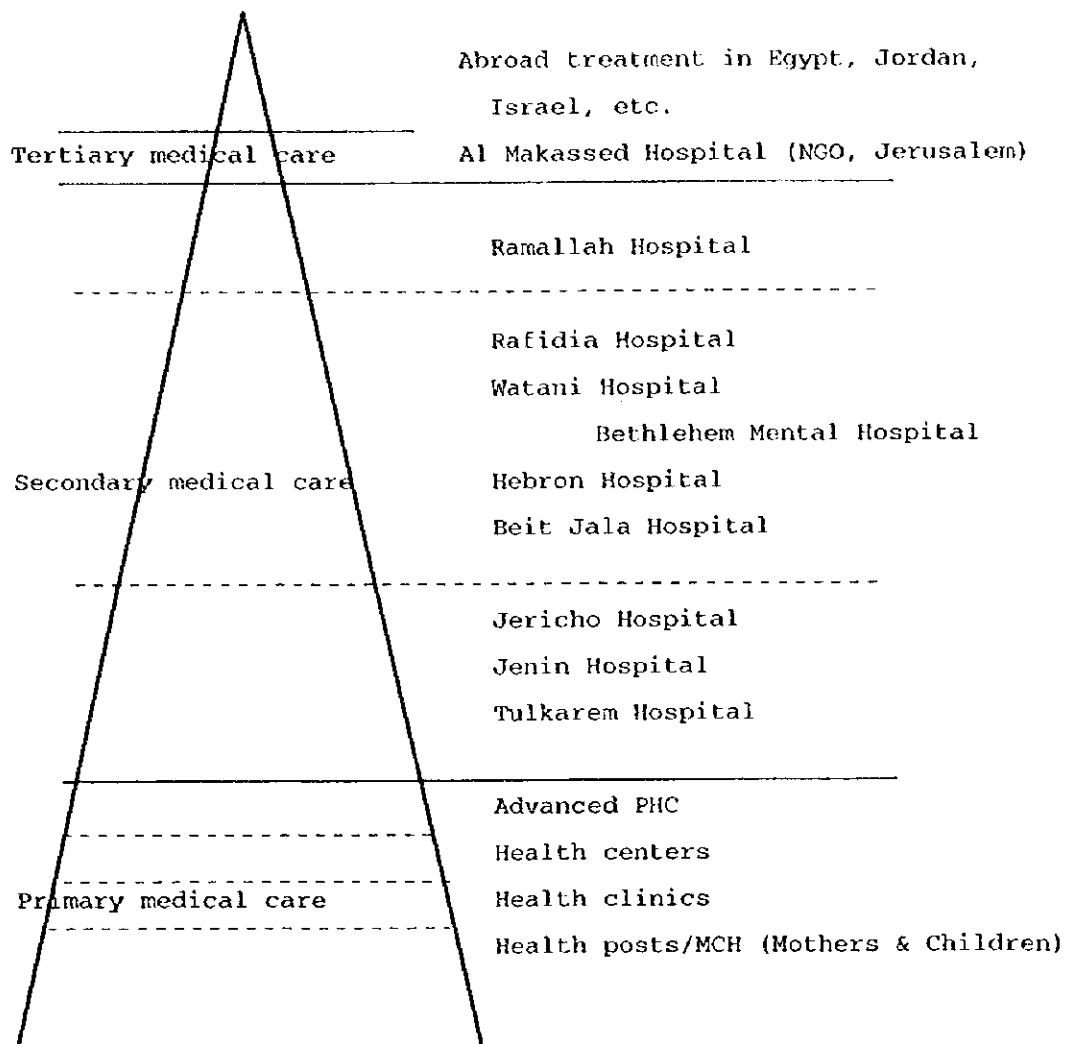 Abroad treatment in Egypt, Jordan,
Israel, etc.
Tertiary medical care
Al Makassed Hospital (NGO, Jerusalem)
Ramallah Hospital
Rafidia Hospital
Watani Hospital
Bethlehem Mental Hospital
Secondary medical care
Hebron Hospital
Beit Jala Hospital
Jericho Hospital
Jenin Hospital
Tulkarem Hospital
Advanced PHC
Health centers
Primary medical care
Health clinics
Health posts/MCH (Mothers & Children)